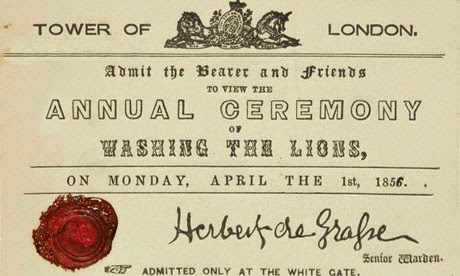 TOWER OF LONDON.
Admit the Bearer and Friends
TO VIEW THE
ANNUAL CEREMONY
OF
WASHING THE LIONS,
ON MONDAY, APRIL THE 1st, 1856.
Herbert de Grasse
Senior Warden.
ADMITTED ONLY AT THE WHITE GATE.